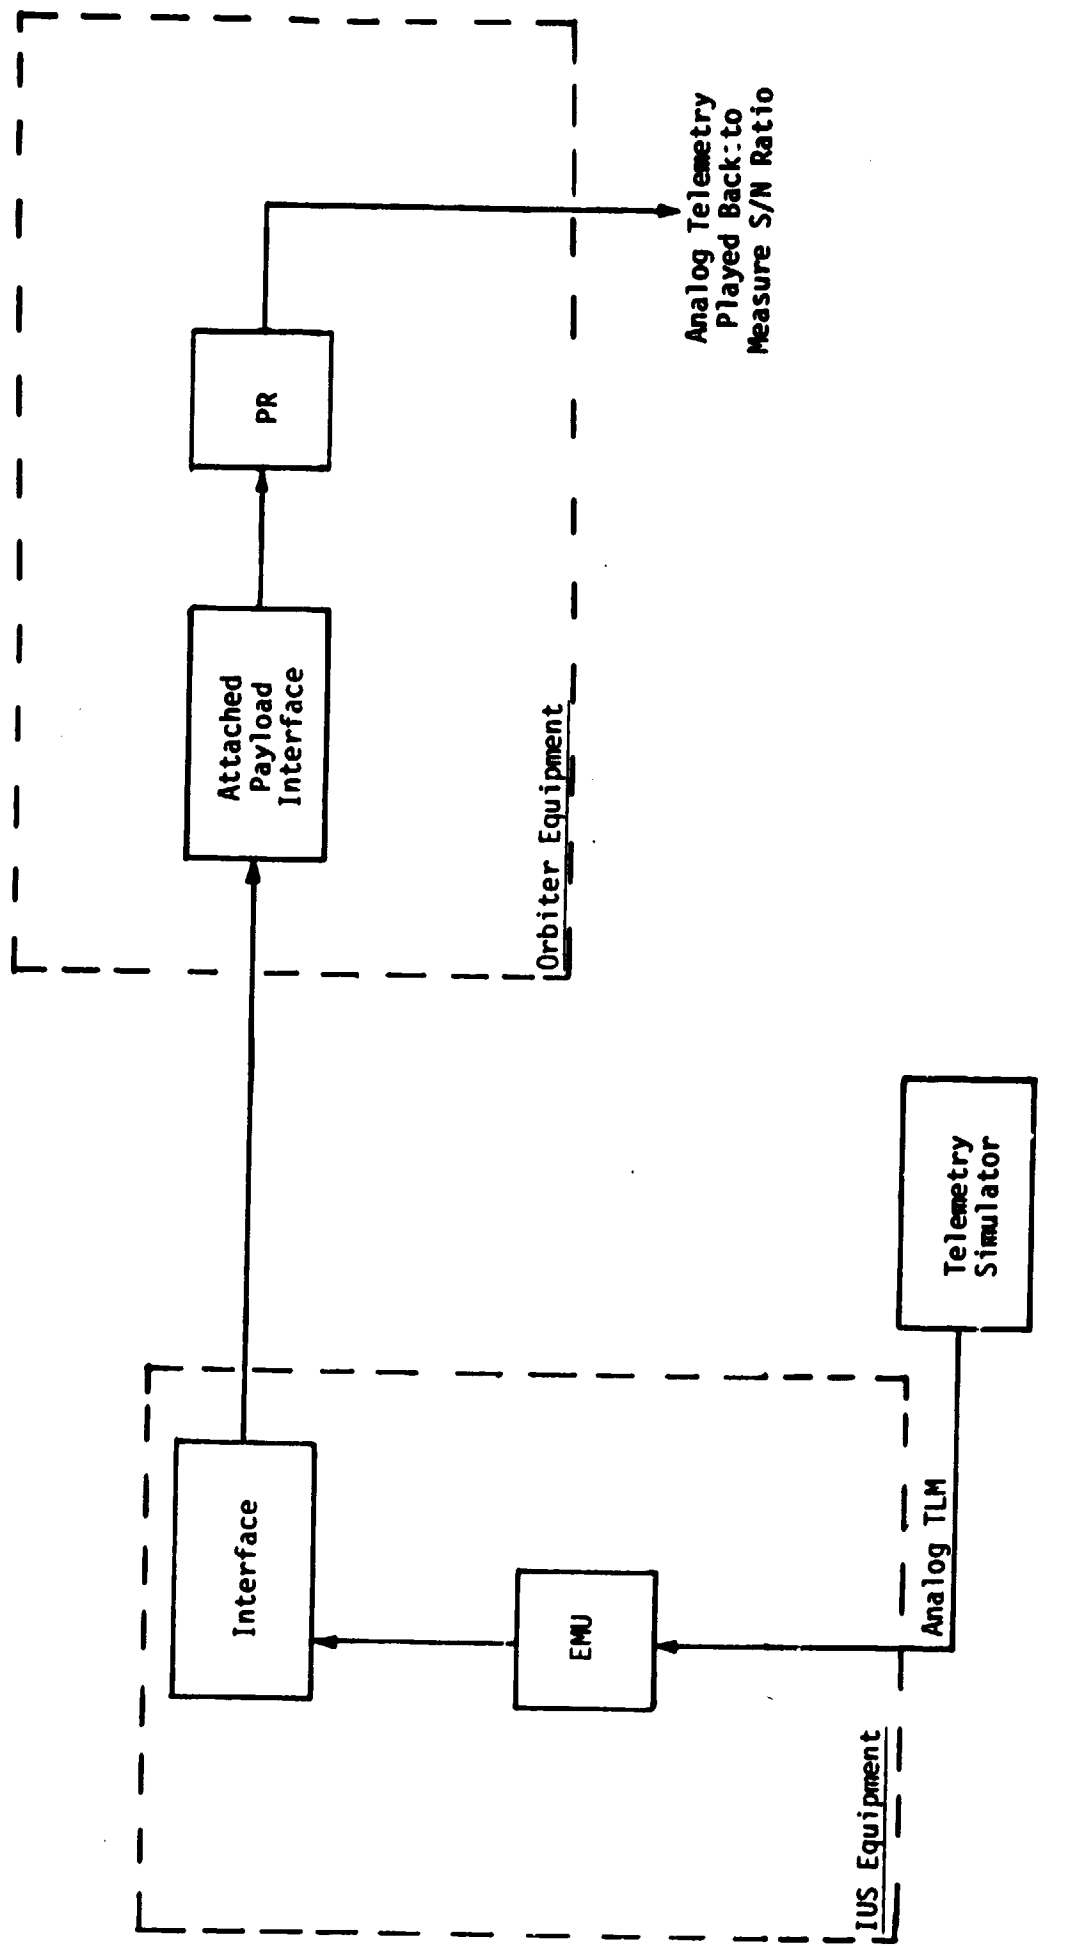 Interface
EMU
IUS Equipment
Analog TLM
Telemetry
Simulator
Attached
Payload
Interface
PR
Orbiter Equipment
Analog Telemetry
Played Back:to
Measure S/N Ratio